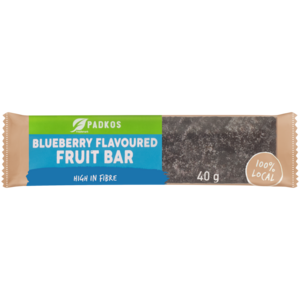 PADKOS
BLUEBERRY FLAVOURED
FRUIT BAR
HIGH IN FIBRE
40 g
100%
LOCAL